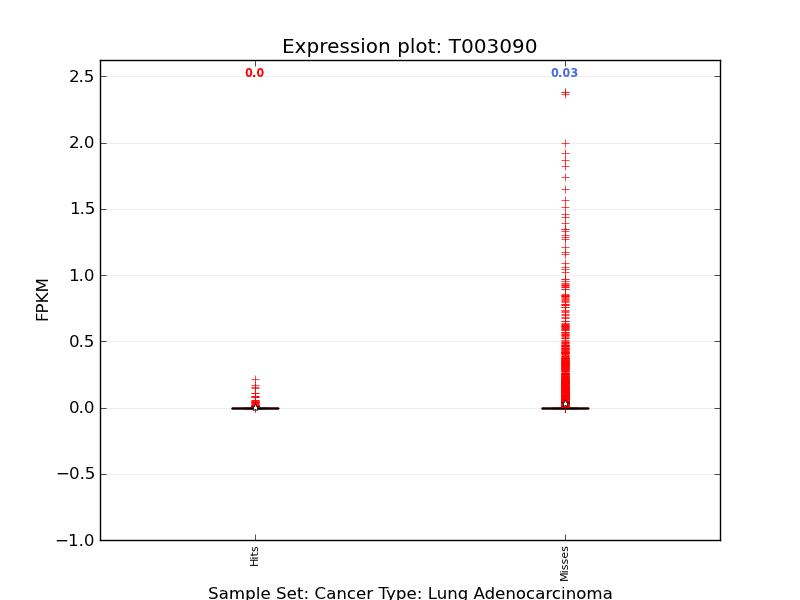 Expression plot: T003090
0.0 0.03
2.5
2.0
1.5
1.0
0.5
0.0
−0.5
−1.0
FPKM
Hits Misses
Sample Set: Cancer Type: Lung Adenocarcinoma